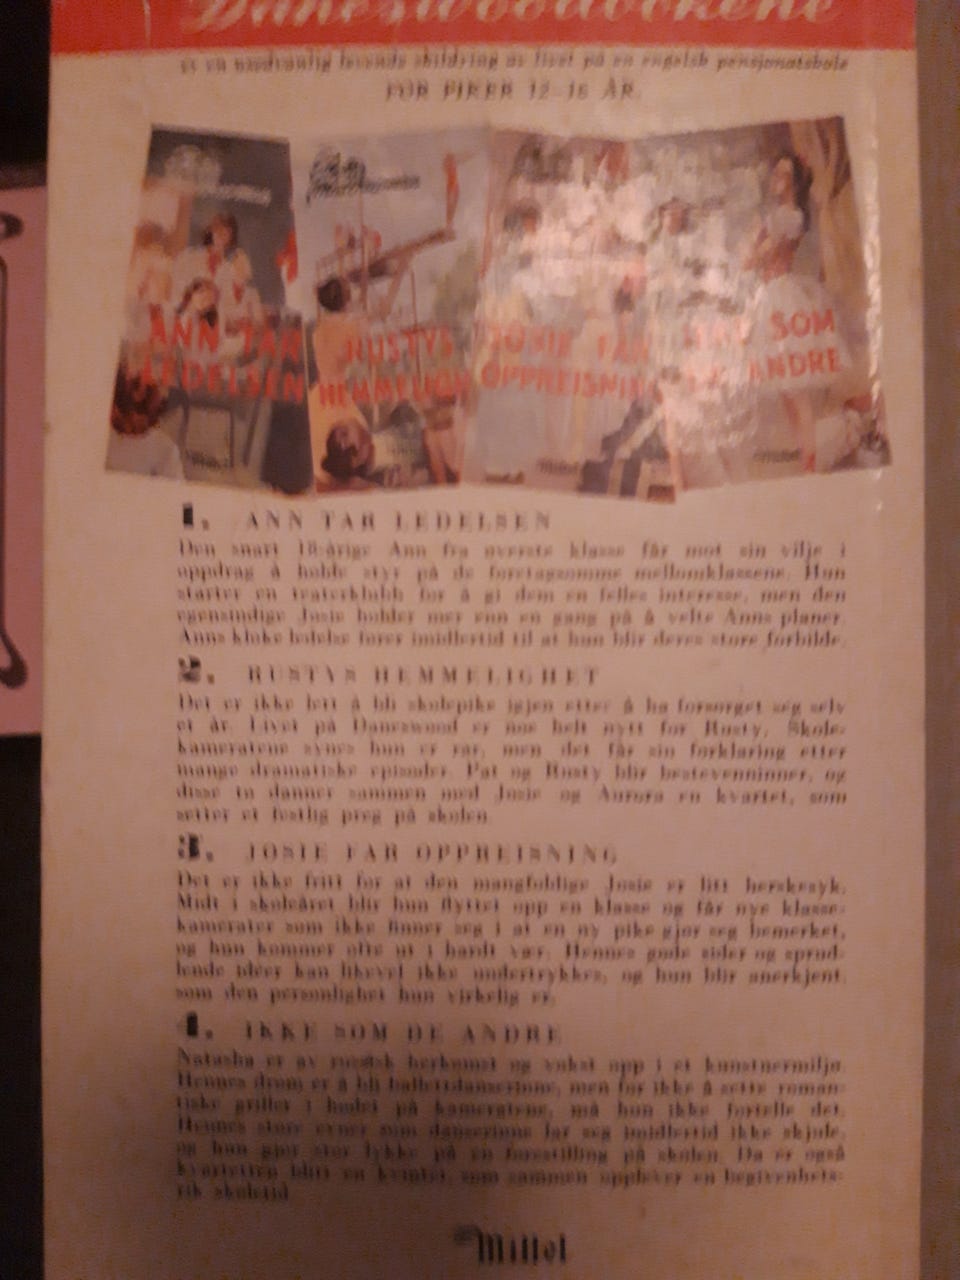 Daneswoodbøkene
er en usedvanlig levende skildring av livet på en engelsk pensjonatskole
FOR PIKER 12-16 ÅR.
ANN TAR LEDELSEN
RUSTYS HEMMELIGHET
JOSIE FÅR OPPREISNING
IKKE SOM DE ANDRE
1. ANN TAR LEDELSEN
Den snart 18-årige Ann fra øverste klasse får mot sin vilje i
oppdrag å holde styr på de foretagsomme mellomklassene. Hun
starter en teaterklubb for å gi dem en felles interesse, men den
egensindige Josie holder mer enn en gang på å velte Anns planer.
Anns kloke ledelse fører imidlertid til at hun blir deres store forbilde.
2. RUSTYS HEMMELIGHET
Det er ikke lett å bli skolepike igjen etter å ha forsørget seg selv
et år. Livet på Daneswood er noe helt nytt for Rusty. Skole-
kameratene synes hun er rar, men det får sin forklaring etter
mange dramatiske episoder. Pat og Rusty blir bestevenninner, og
disse to danner sammen med Josie og Aurora en kvartet, som
setter et festlig preg på skolen.
3. JOSIE FÅR OPPREISNING
Det er ikke fritt for at den mangfoldige Josie er litt herskesyk.
Midt i skoleåret blir hun flyttet opp en klasse og får nye klasse-
kamerater som ikke finner seg i at en ny pike gjør seg bemerket,
og hun kommer ofte ut i hardt vær. Hennes gode sider og sprud-
lende idéer kan likevel ikke undertrykkes, og hun blir anerkjent
som den personlighet hun virkelig er.
4. IKKE SOM DE ANDRE
Natasha er av russisk herkomst og vokst opp i et kunstnermiljø.
Hennes drøm er å bli ballettdanserinne, men for ikke å sette roman-
tiske griller i hodet på kameratene, må hun ikke fortelle det.
Hennes store evner som danserinne lar seg imidlertid ikke skjule,
og hun gjør stor lykke på en forestilling på skolen. Da er også
kvartetten blitt en kvintet, som sammen opplever en begivenhets-
rik skoletid.